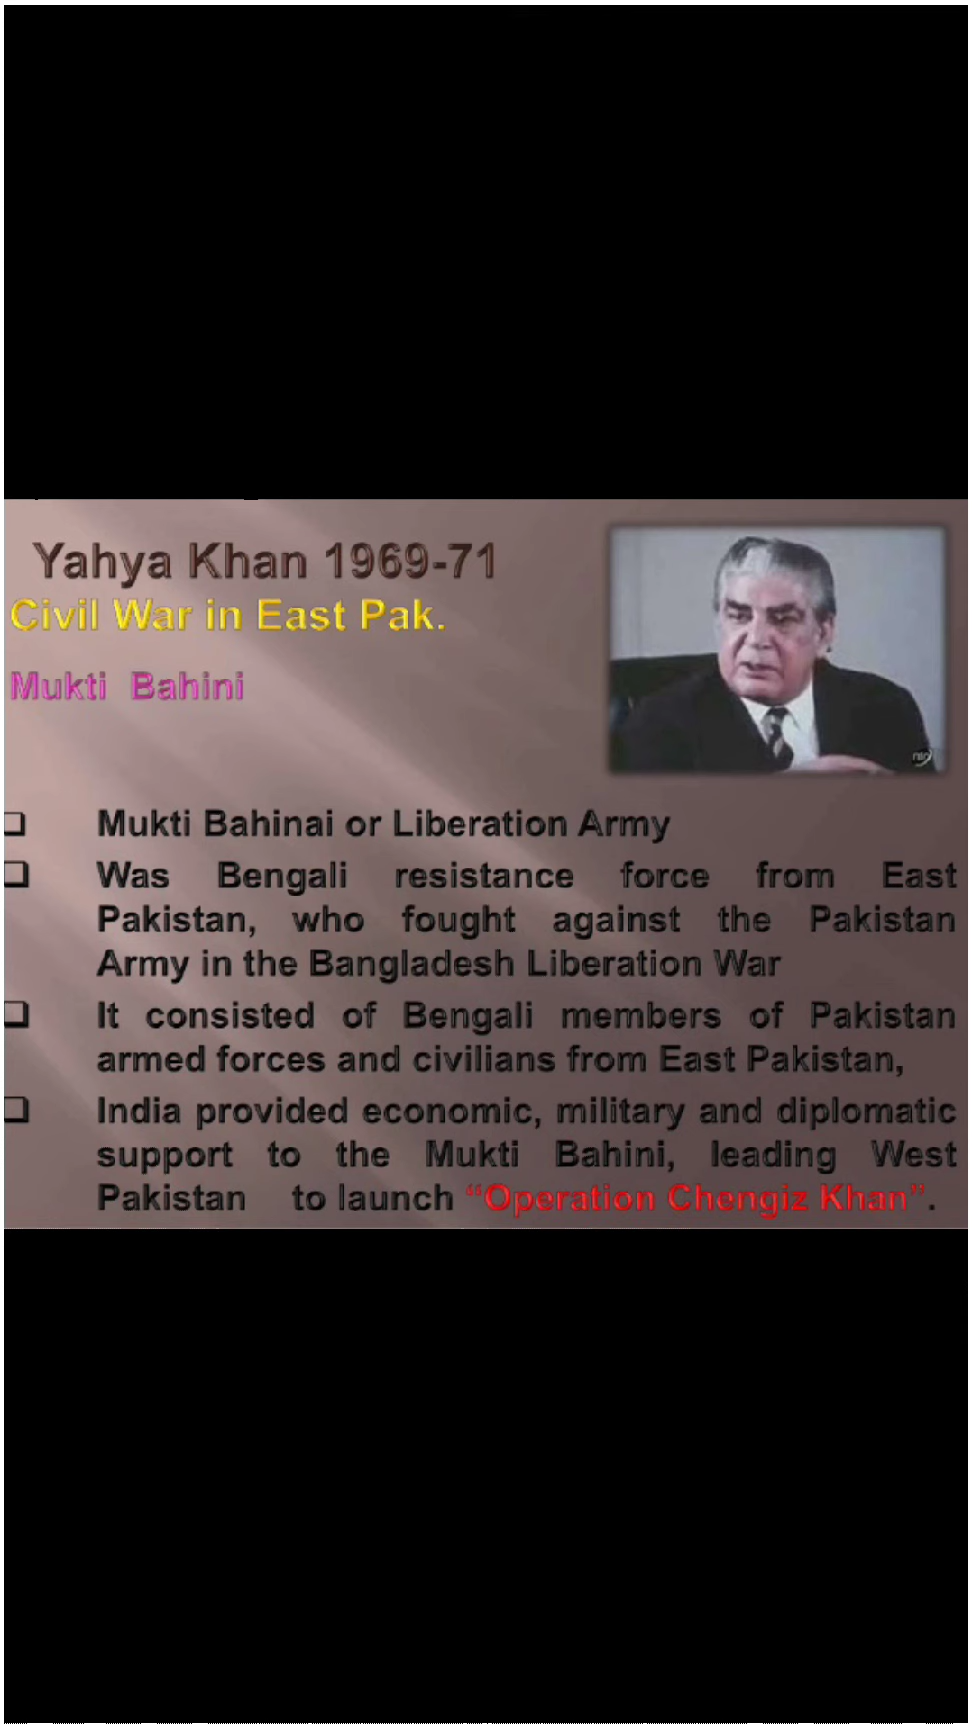 Yahya Khan 1969-71
Civil War in East Pak.
Mukti Bahini
Mukti Bahinai or Liberation Army
Was Bengali resistance force from East
Pakistan, who fought against the Pakistan
Army in the Bangladesh Liberation War
It consisted of Bengali members of Pakistan
armed forces and civilians from East Pakistan,
India provided economic, military and diplomatic
support to the Mukti Bahini, leading West
Pakistan to launch “Operation Chengiz Khan”.